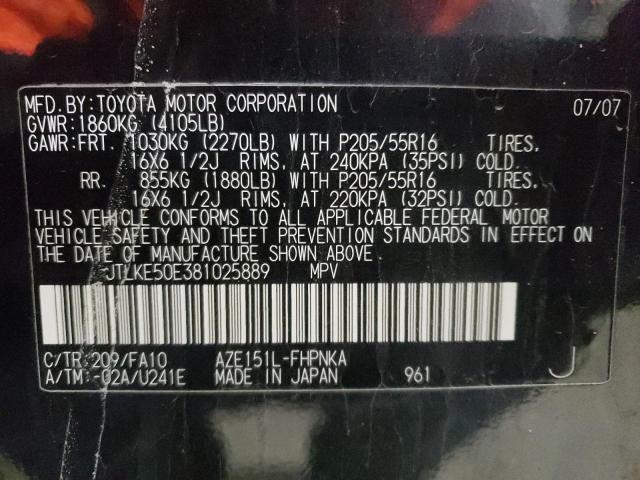 MFD.BY:TOYOTA MOTOR CORPORATION 07/07
GVWR:1860KG (4105LB)
GAWR:FRT. 1030KG (2270LB) WITH P205/55R16 TIRES,
16X6 1/2J RIMS, AT 240KPA (35PSI) COLD.
RR. 855KG (1880LB) WITH P205/55R16 TIRES,
16X6 1/2J RIMS, AT 220KPA (32PSI) COLD.
THIS VEHICLE CONFORMS TO ALL APPLICABLE FEDERAL MOTOR
VEHICLE SAFETY AND THEFT PREVENTION STANDARDS IN EFFECT ON
THE DATE OF MANUFACTURE SHOWN ABOVE.
JTLKE50E381025889 MPV
C/TR:209/FA10 AZE151L-FHPNKA
A/TM:-02A/U241E MADE IN JAPAN 961 J